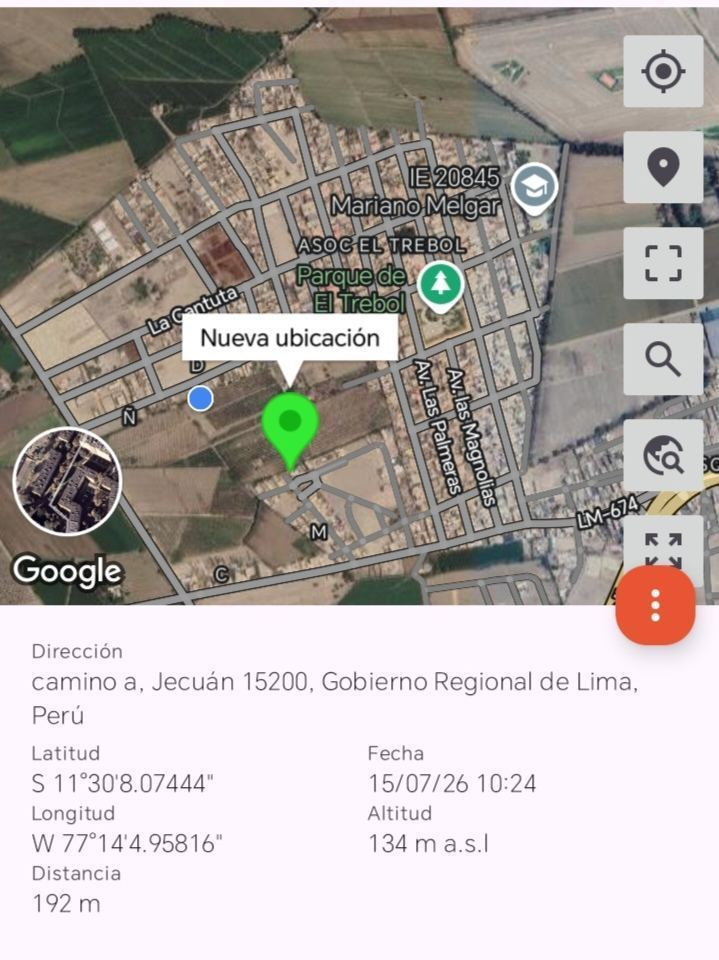 IE 20845
Mariano Melgar
ASOC EL TREBOL
Parque de
El Trebol
La Cantuta
Nueva ubicación
D
Ñ
Av. Las Palmeras
Av. las Magnolias
LM-674
M
C
Google
Dirección
camino a, Jecuán 15200, Gobierno Regional de Lima,
Perú
Latitud
S 11°30'8.07444"
Fecha
15/07/26 10:24
Longitud
W 77°14'4.95816"
Altitud
134 m a.s.l
Distancia
192 m